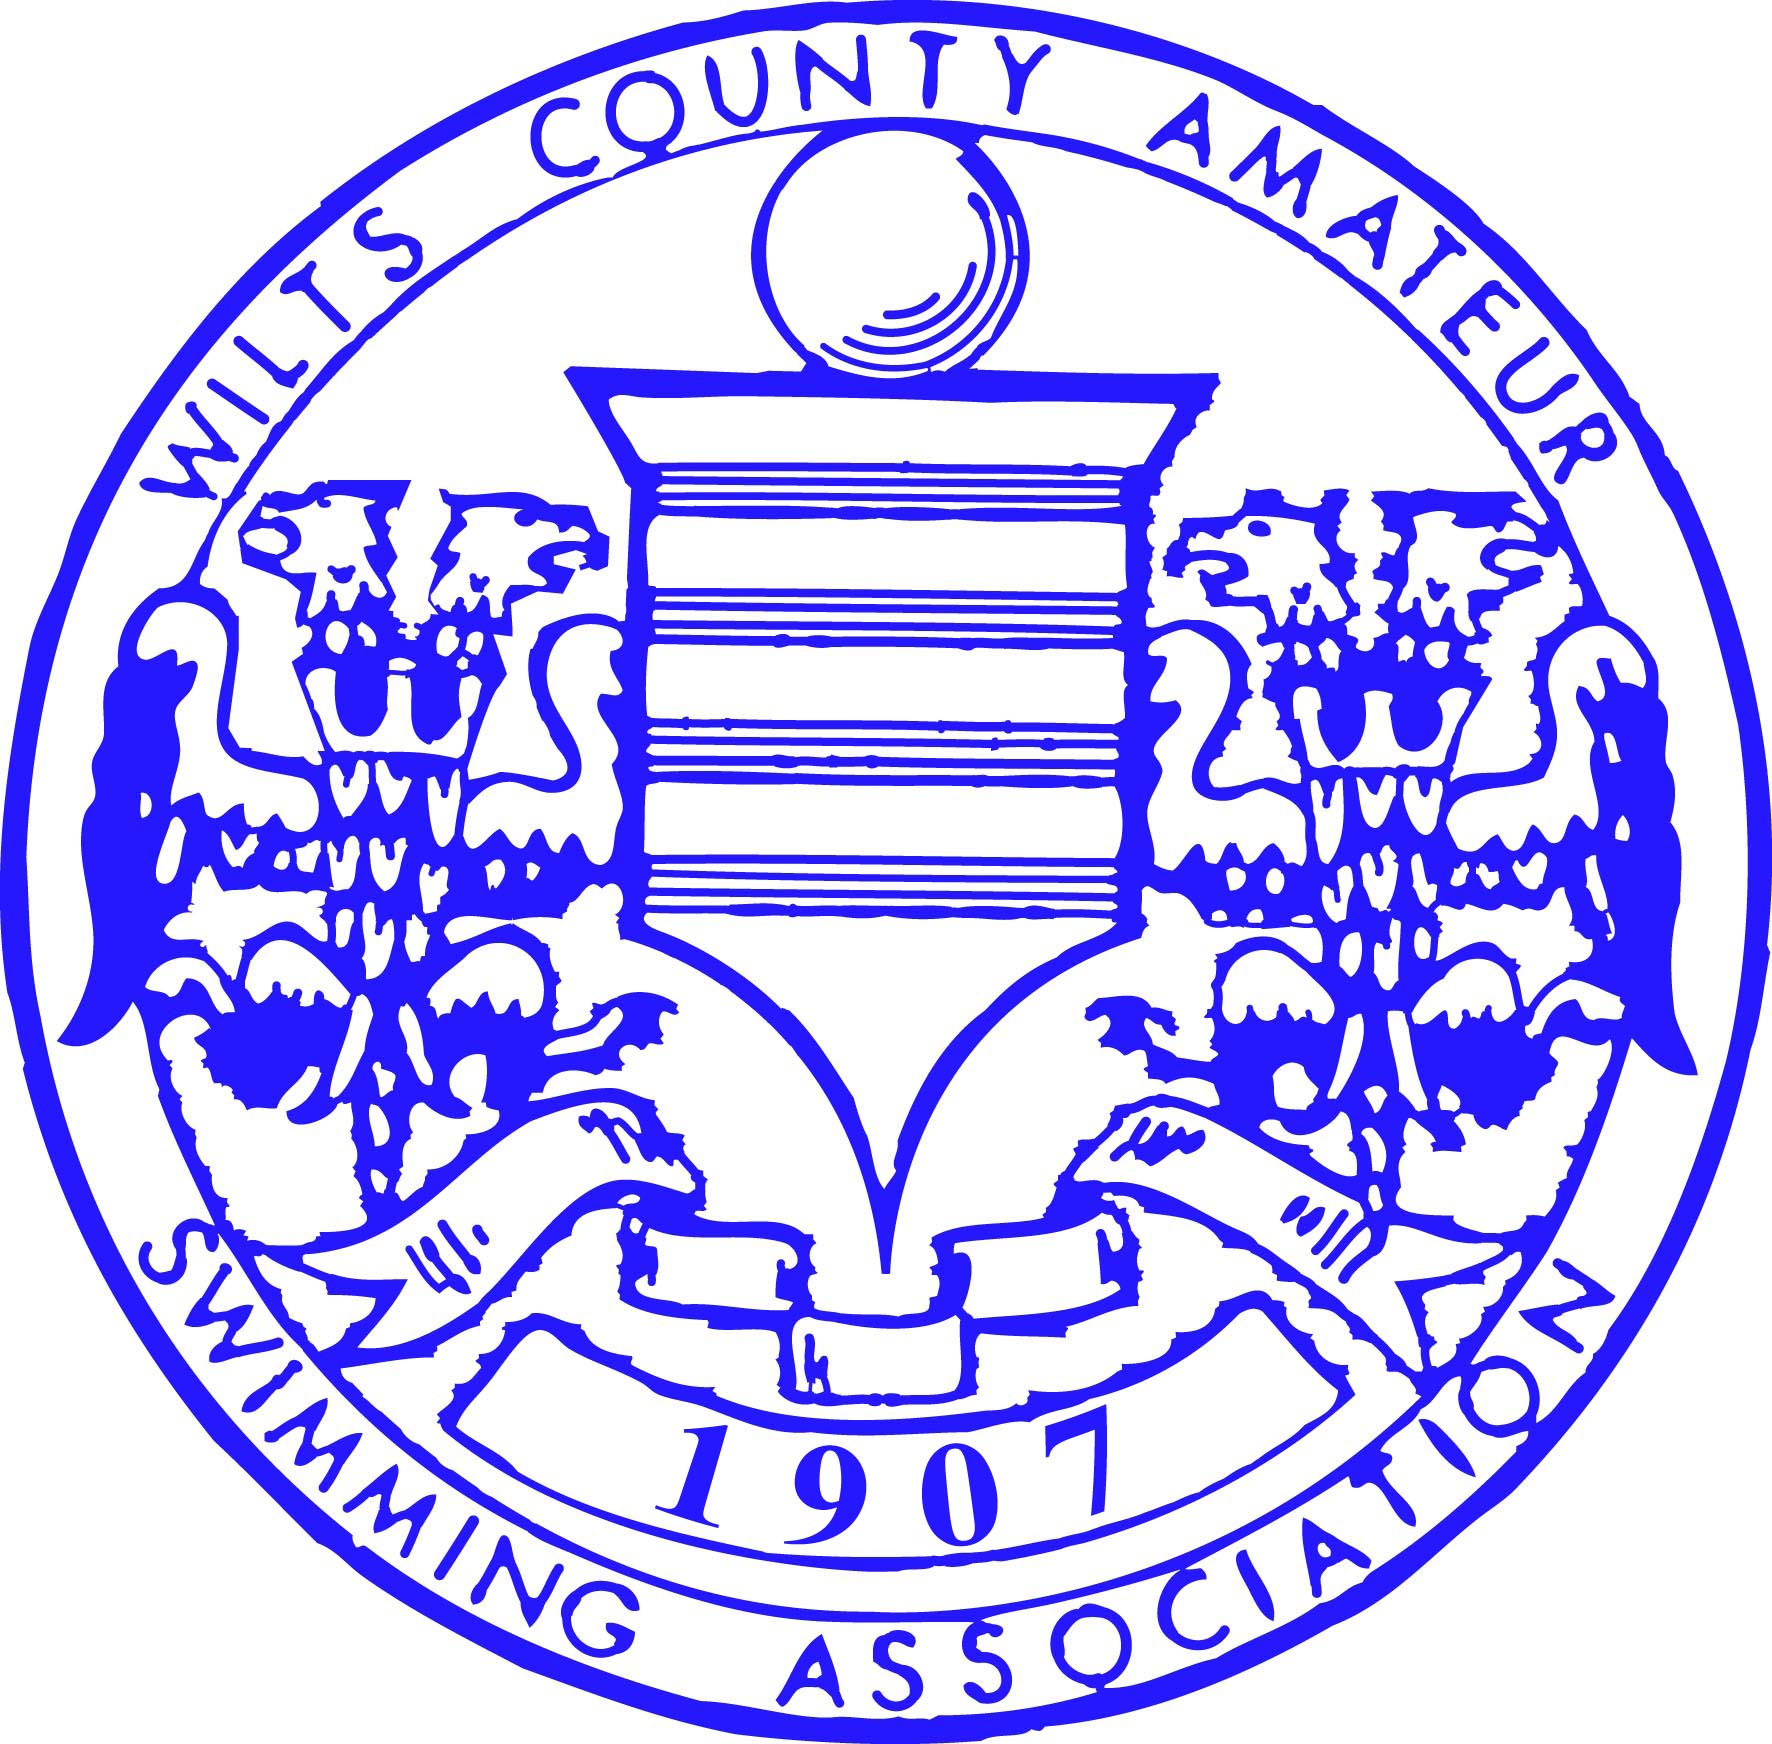 WILTS COUNTY AMATEUR
SWIMMING ASSOCIATION
1907